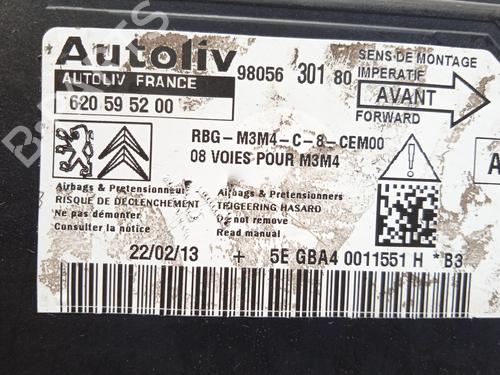 Autoliv
AUTOLIV FRANCE
620 59 52 00
98056 301 80
SENS DE MONTAGE
IMPERATIF
AVANT
FORWARD
RBG-M3M4-C-8-CEM00
08 VOIES POUR M3M4
Airbags & Pretensionneur
RISQUE DE DECLENCHEMENT
Ne pas démonter
Consulter la notice
Airbags & Pretensionners
TRIGEERING HASARD
Do not remove
Read manual
22/02/13 + 5E GBA4 0011551 H *B3
A